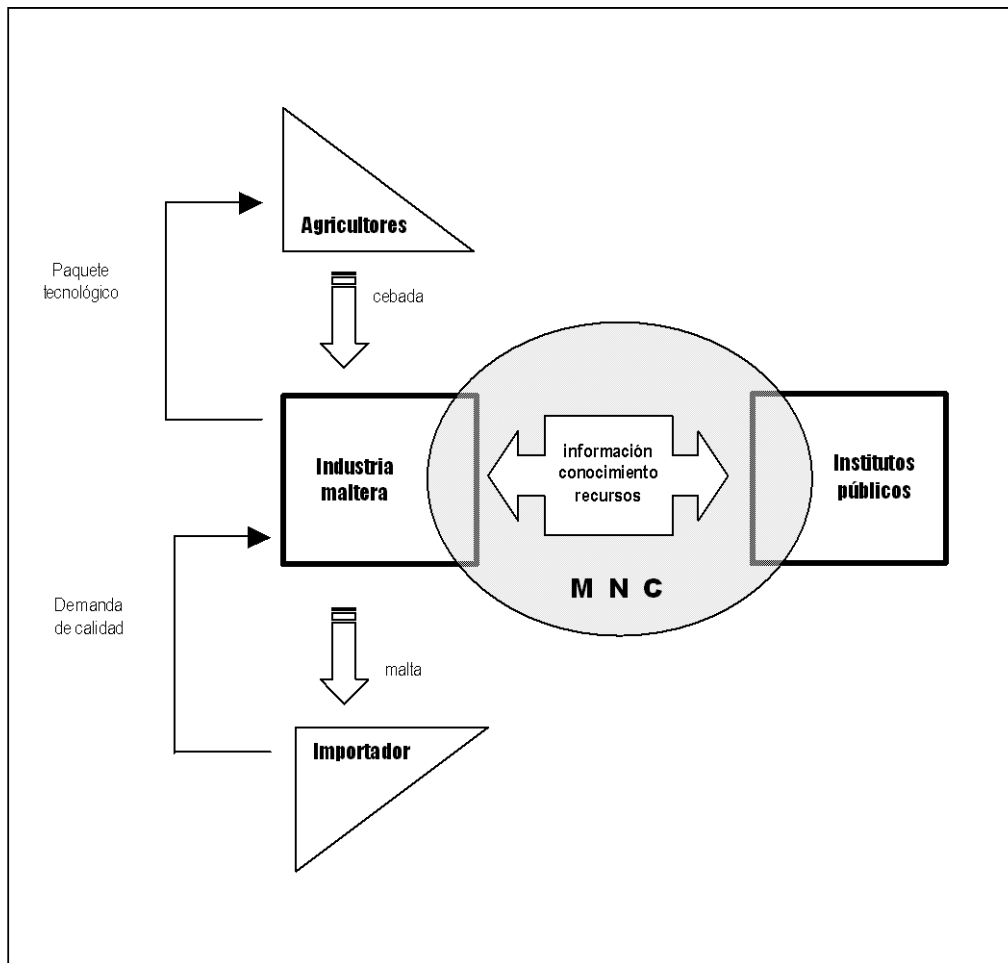 Agricultores
Paquete
tecnológico
cebada
Industria
maltera
información
conocimiento
recursos
Institutos
públicos
M N C
Demanda
de calidad
malta
Importador